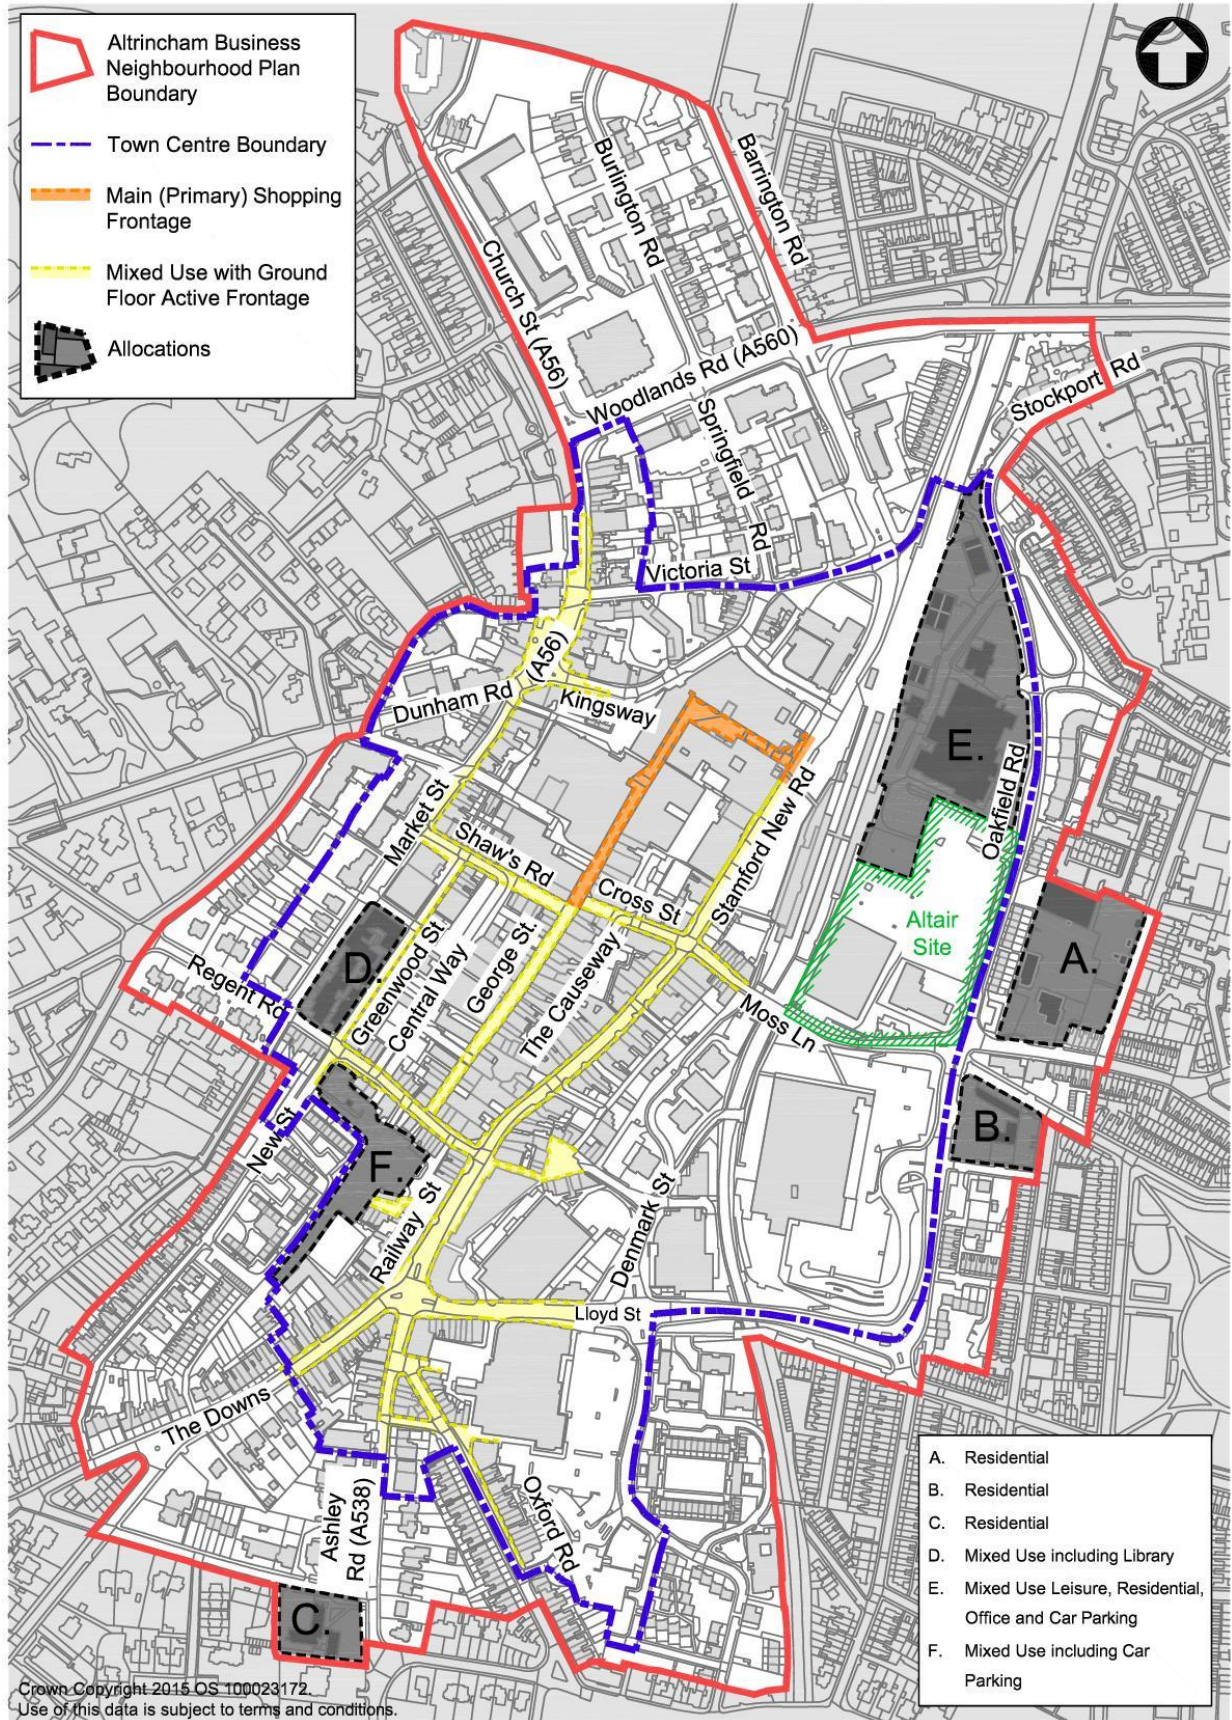 Altrincham Business
Neighbourhood Plan
Boundary
Town Centre Boundary
Main (Primary) Shopping
Frontage
Mixed Use with Ground
Floor Active Frontage
Allocations
Burlington Rd
Barrington Rd
Church St (A56)
Woodlands Rd (A560)
Stockport Rd
Springfield Rd
Victoria St
(A56)
Dunham Rd
Kingsway
E.
Oakfield Rd
Market St
Stamford New Rd
Shaw's Rd
Cross St
Altair
Site
A.
D.
Regent Rd
Greenwood St
Central Way
George St.
The Causeway
Moss Ln
B.
New St
F.
Railway St
Denmark St
Lloyd St
The Downs
Ashley
Rd (A538)
Oxford Rd
C.
A. Residential
B. Residential
C. Residential
D. Mixed Use including Library
E. Mixed Use Leisure, Residential,
Office and Car Parking
F. Mixed Use including Car
Parking
Crown Copyright 2015 OS 100023172.
Use of this data is subject to terms and conditions.